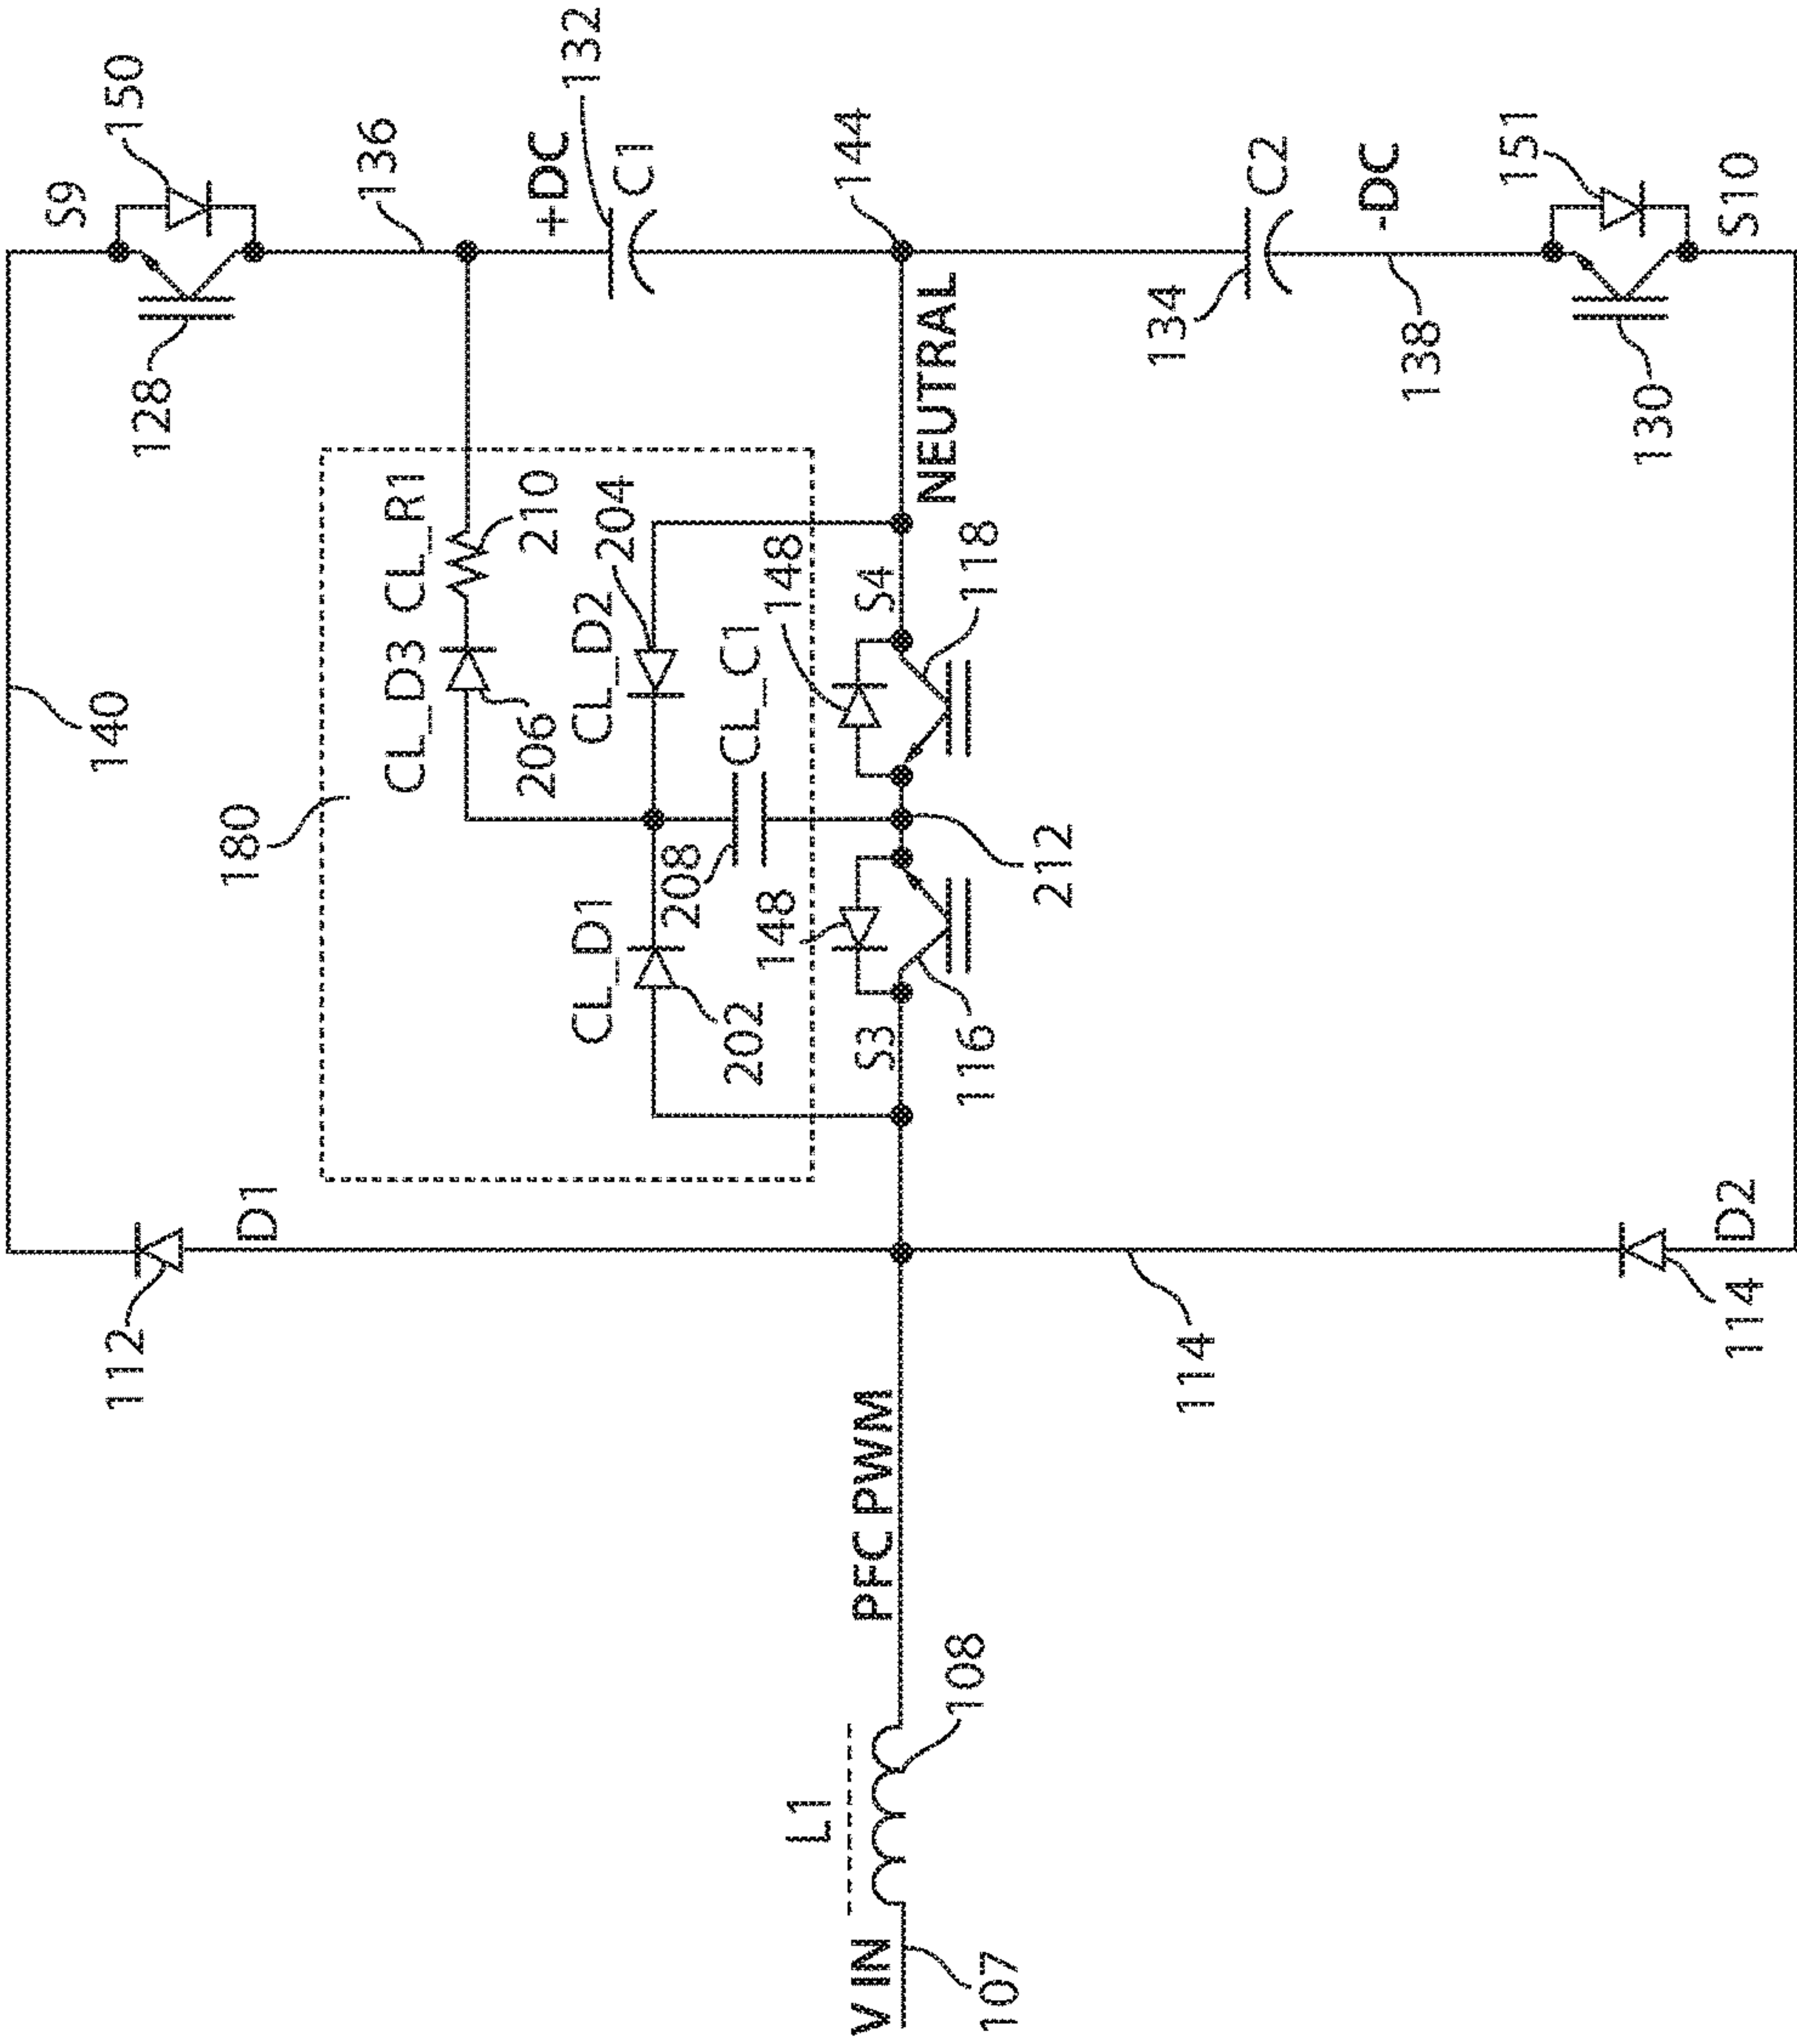 140
S9
150
128
136
+DC
132
C1
144
NEUTRAL
134
C2
-DC
138
151
S10
130
180
CL_D3
CL_R1
210
206
CL_D2
204
CL_C1
208
CL_D1
202
148
148
S4
118
S3
116
212
112
D1
114
D2
114
PFC PWM
L1
108
V IN
107